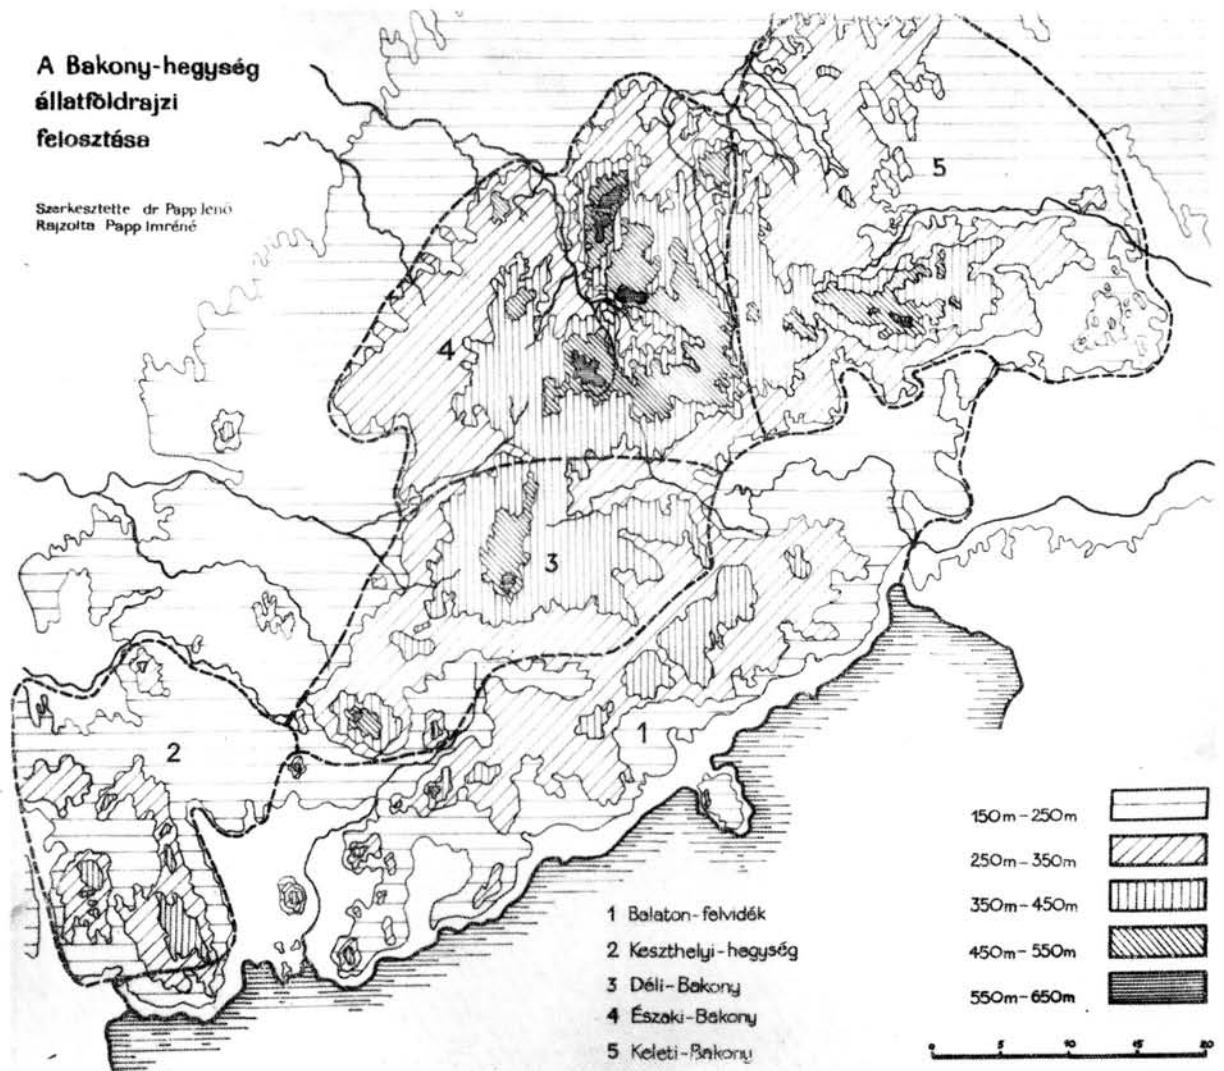 A Bakony-hegység
állatföldrajzi
felosztása
Szerkesztette dr Papp Jenő
Rajzolta Papp Imréné
5
4
3
2
1
1 Balaton-felvidék
2 Keszthelyi-hegység
3 Déli-Bakony
4 Északi-Bakony
5 Keleti-Bakony
150m-250m
250m-350m
350m-450m
450m-550m
550m-650m
0 5 10 15 20